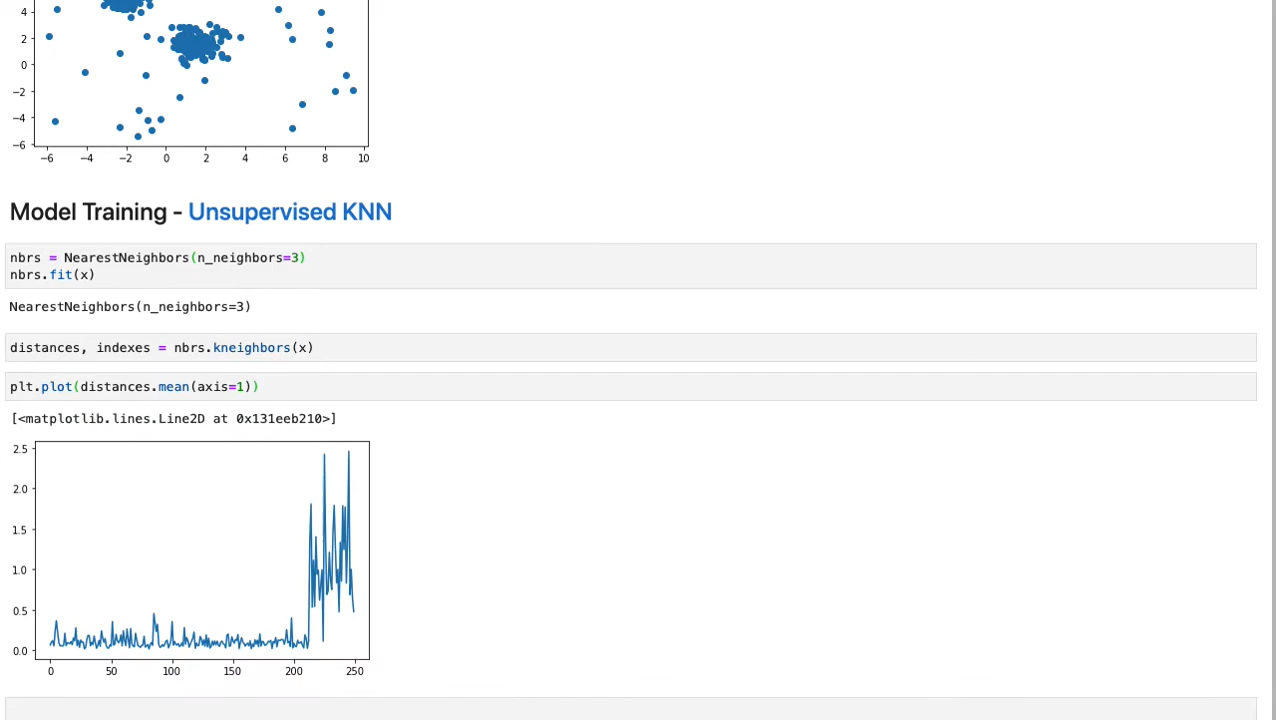 4
2
0
−2
−4
−6
−6 −4 −2 0 2 4 6 8 10
Model Training - Unsupervised KNN
nbrs = NearestNeighbors(n_neighbors=3)
nbrs.fit(x)
NearestNeighbors(n_neighbors=3)
distances, indexes = nbrs.kneighbors(x)
plt.plot(distances.mean(axis=1))
[<matplotlib.lines.Line2D at 0x131eeb210>]
2.5
2.0
1.5
1.0
0.5
0.0
0 50 100 150 200 250